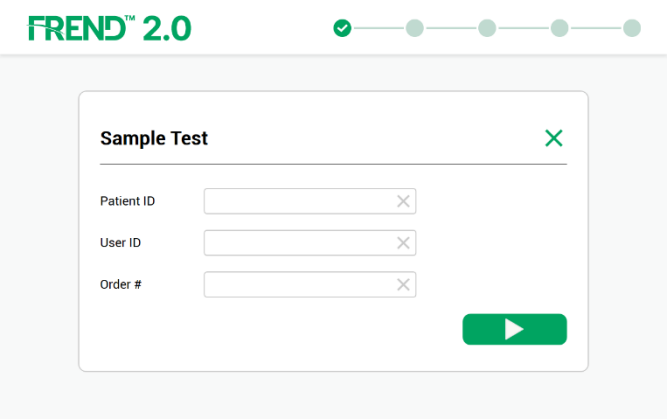 FREND™ 2.0
Sample Test
Patient ID
User ID
Order #